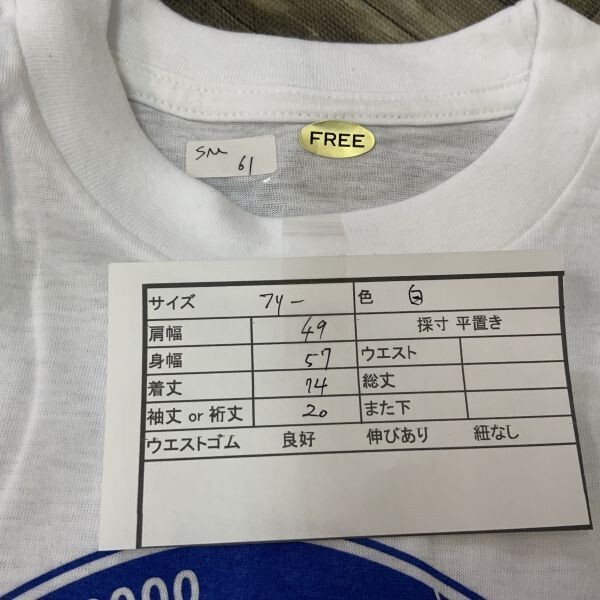 SM
61
FREE
サイズ フリー 色 白
肩幅 49 採寸 平置き
身幅 57 ウエスト
着丈 74 総丈
袖丈 or 裄丈 20 また下
ウエストゴム 良好 伸びあり 紐なし